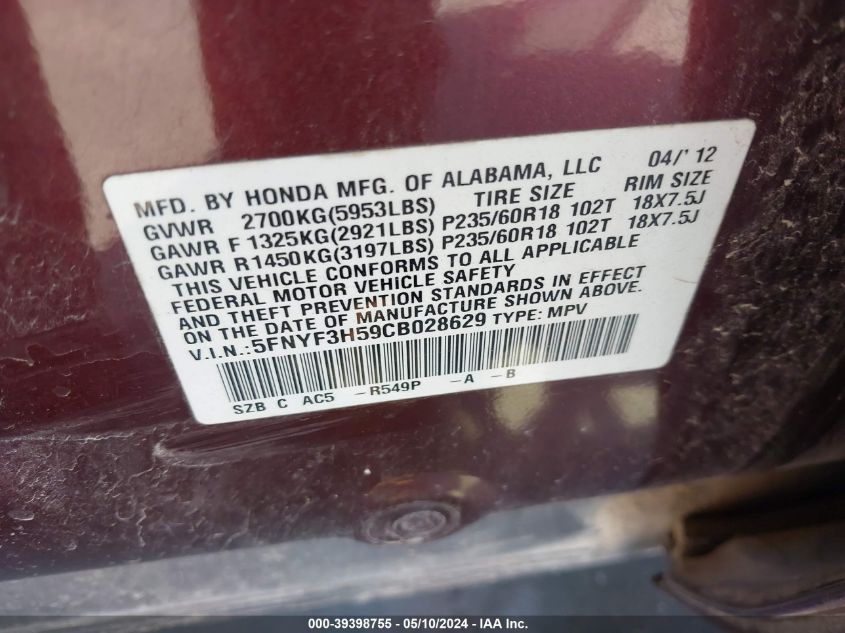 MFD. BY HONDA MFG. OF ALABAMA, LLC 04/'12
GVWR 2700KG(5953LBS) TIRE SIZE RIM SIZE
GAWR F 1325KG(2921LBS) P235/60R18 102T 18X7.5J
GAWR R1450KG(3197LBS) P235/60R18 102T 18X7.5J
THIS VEHICLE CONFORMS TO ALL APPLICABLE
FEDERAL MOTOR VEHICLE SAFETY
AND THEFT PREVENTION STANDARDS IN EFFECT
ON THE DATE OF MANUFACTURE SHOWN ABOVE.
V.I.N.:5FNYF3H59CB028629 TYPE: MPV
SZB C AC5 -R549P -A -B
000-39398755 - 05/10/2024 - IAA Inc.